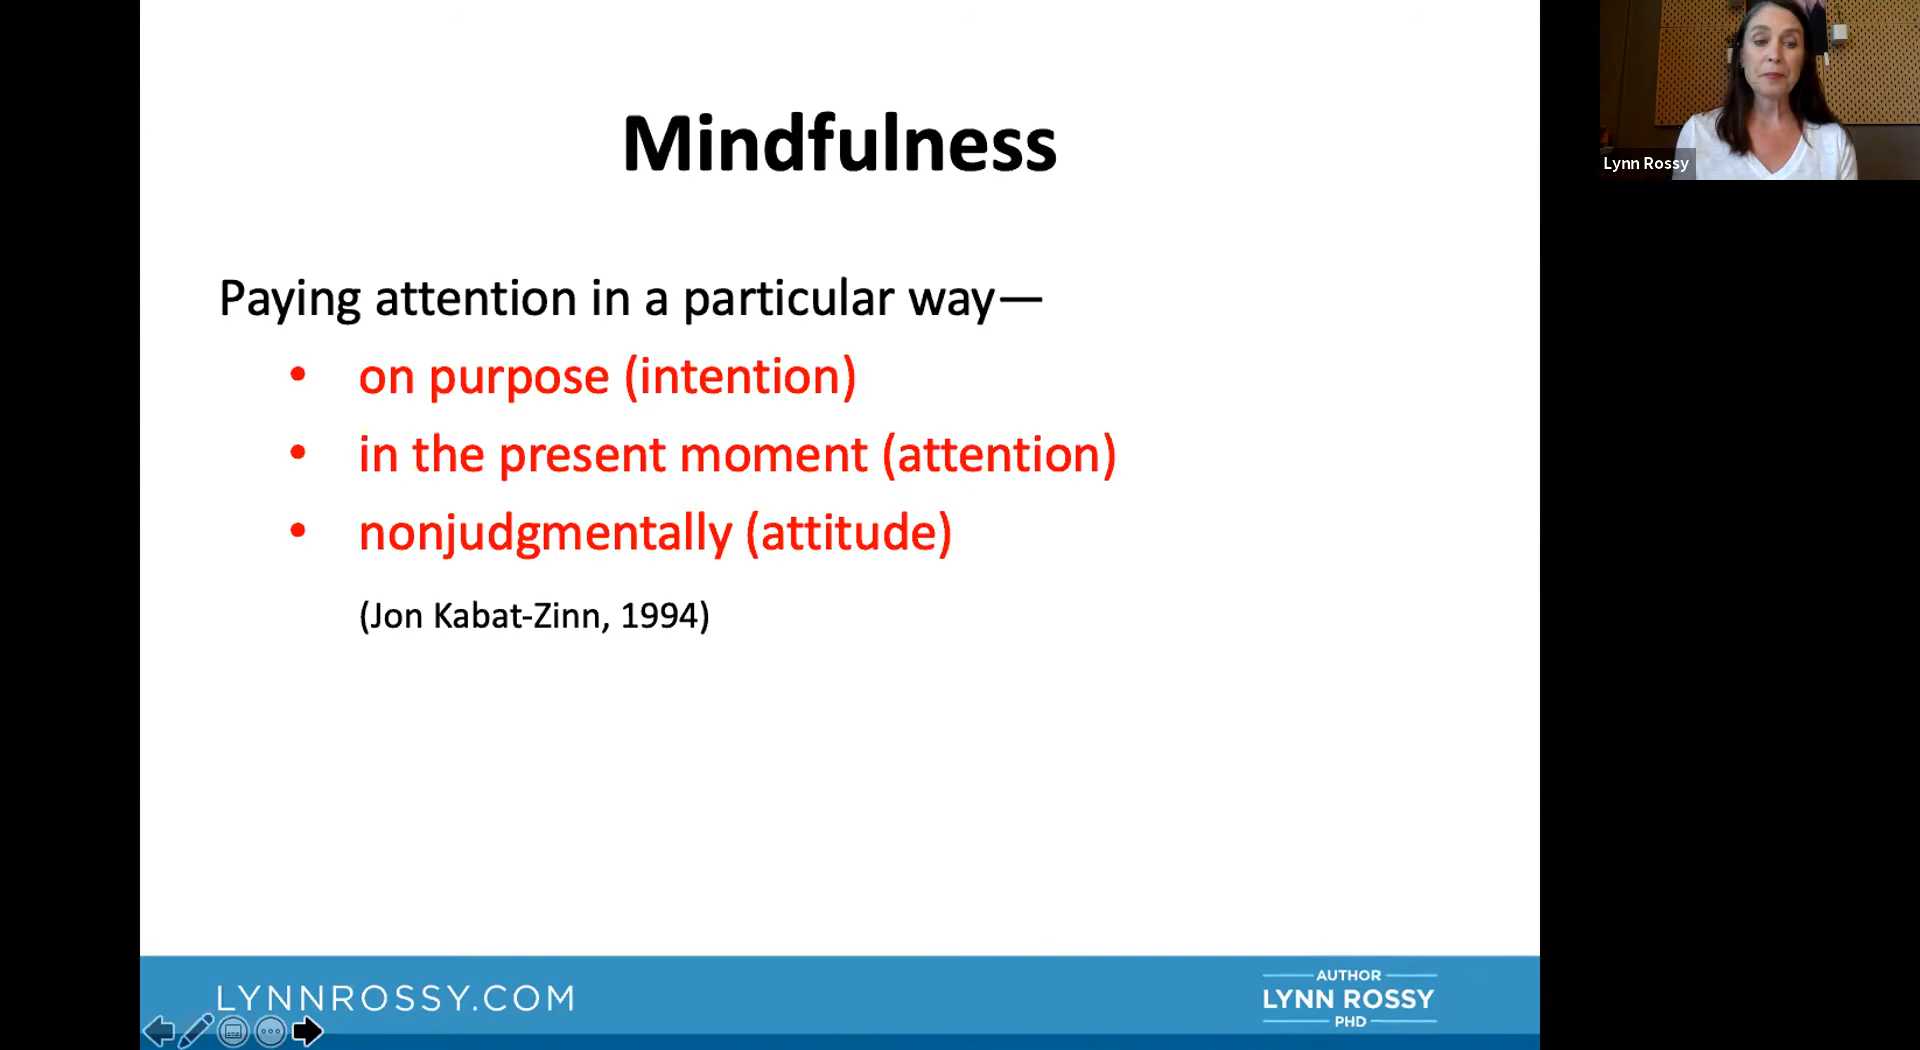 Mindfulness
Paying attention in a particular way—
• on purpose (intention)
• in the present moment (attention)
• nonjudgmentally (attitude)
(Jon Kabat-Zinn, 1994)
LYNNROSSY.COM
AUTHOR
LYNN ROSSY
PHD
Lynn Rossy